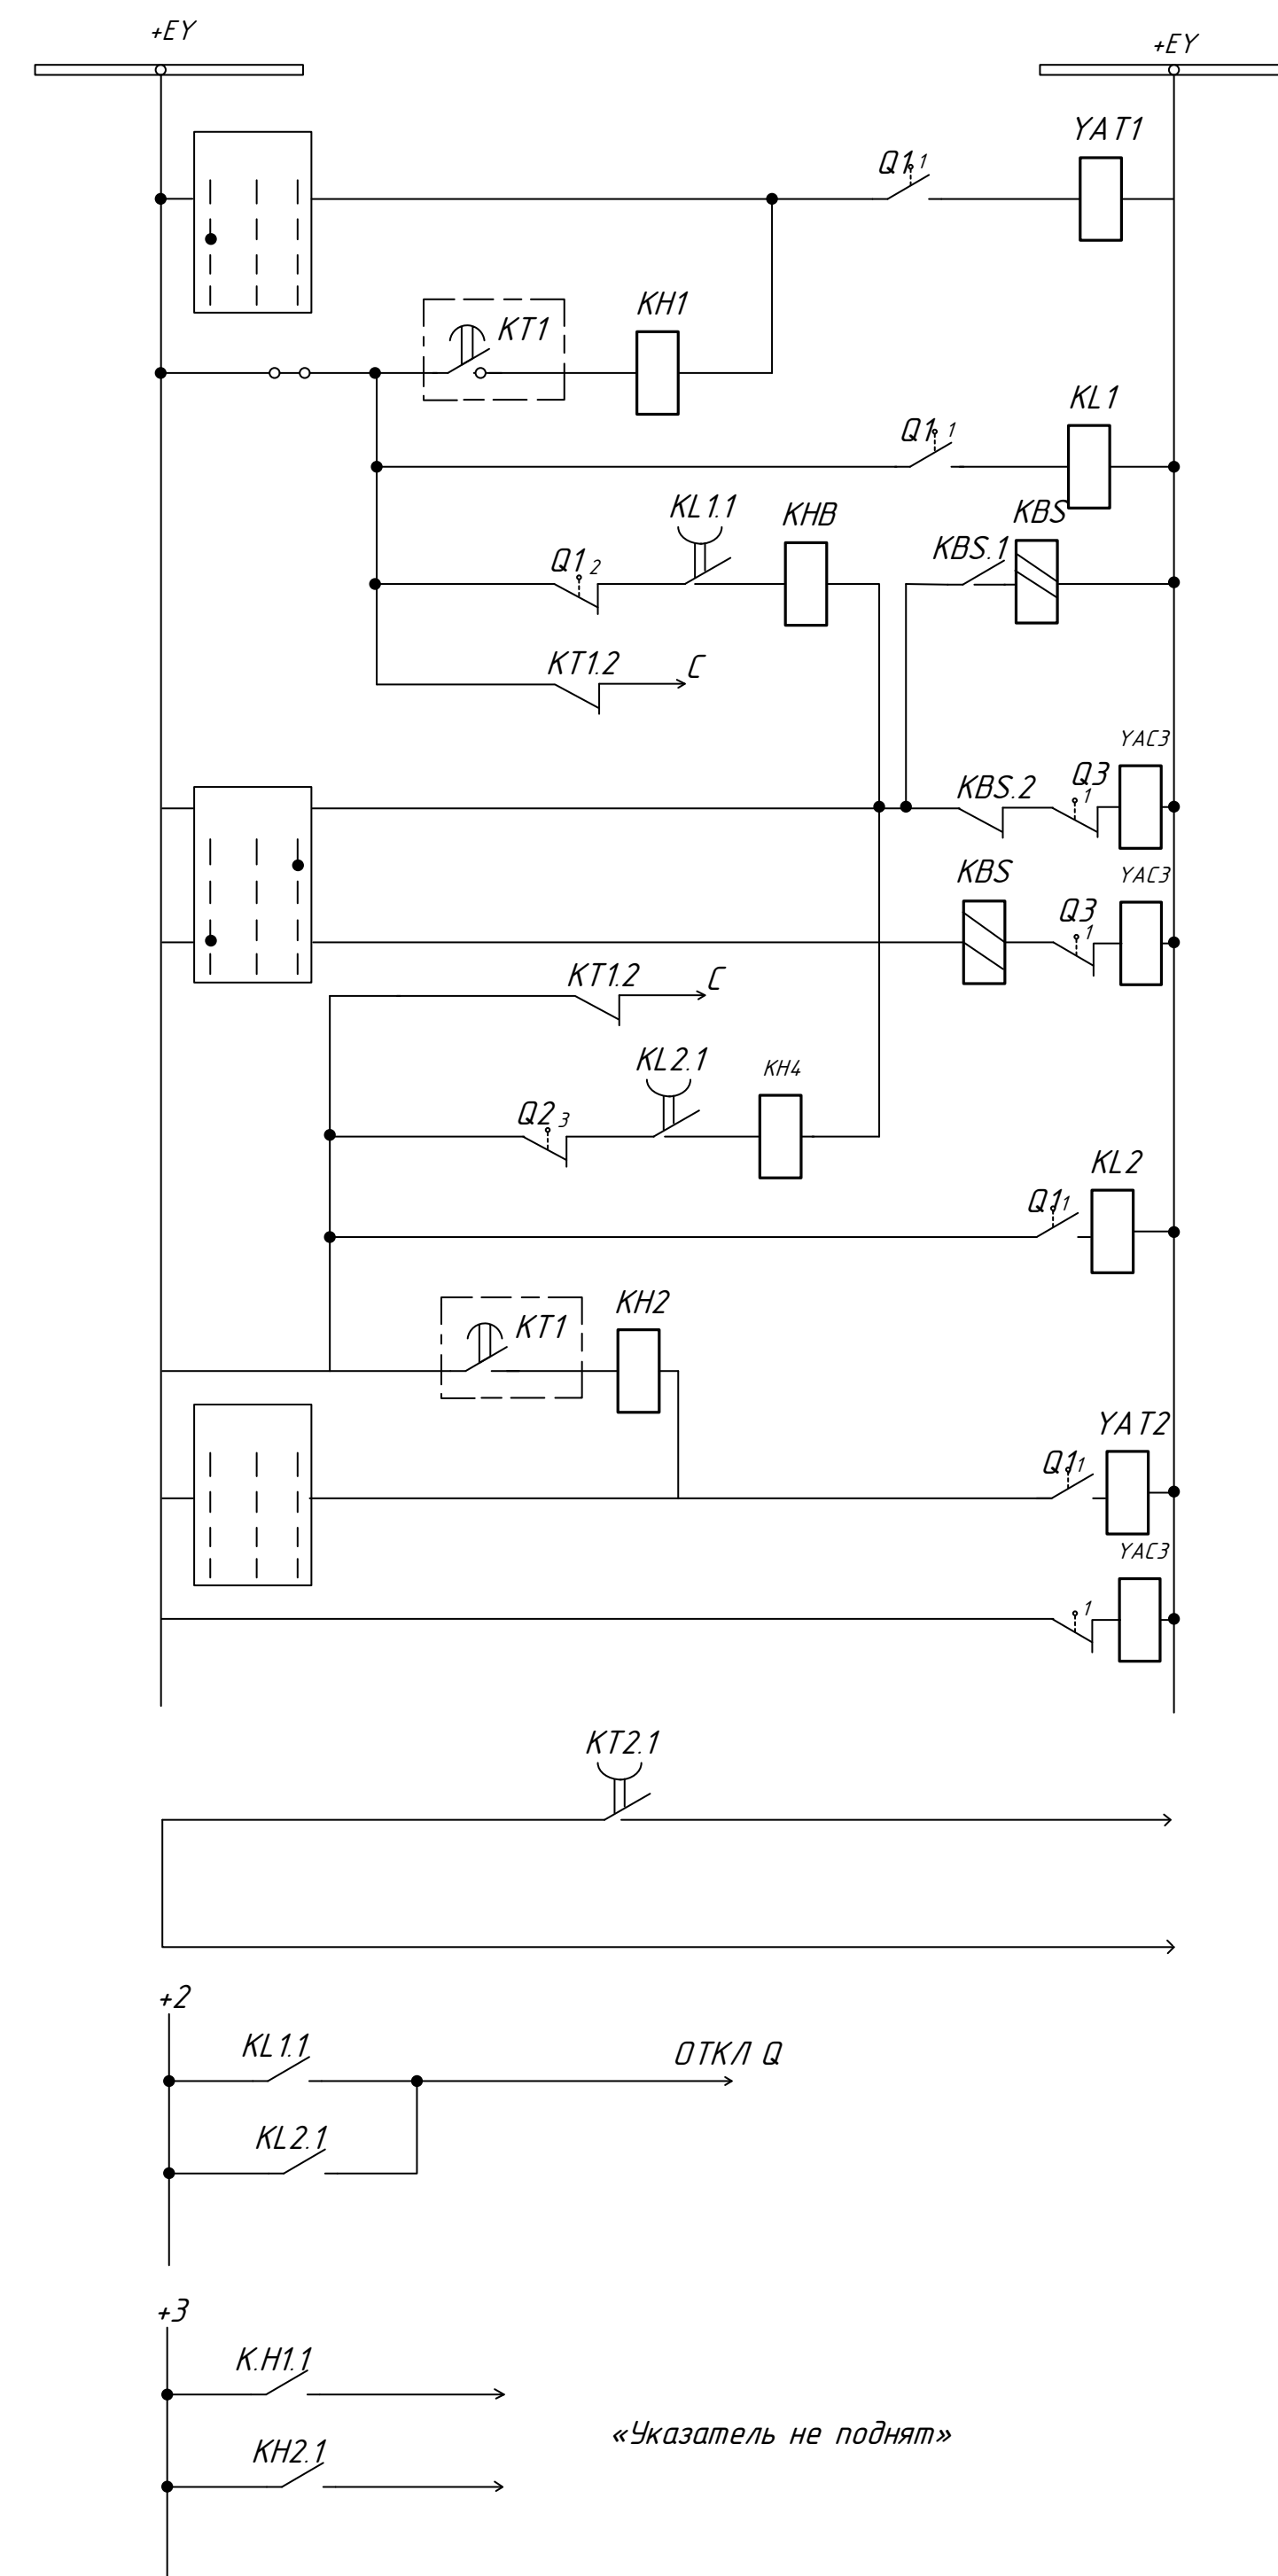 +EY
+EY
YAT1
Q1 1
KH1
KT1
KL1
Q1 1
KL1.1
KHB
KBS
KBS.1
Q1 2
KT1.2
C
YAC3
KBS.2
Q3
1
YAC3
KBS
Q3
1
KT1.2
C
KL2.1
KH4
Q2 3
KL2
Q1 1
KH2
KT1
YAT2
Q1 1
YAC3
1
KT2.1
+2
KL1.1
ОТКЛ Q
KL2.1
+3
K.H1.1
«Указатель не поднят»
KH2.1